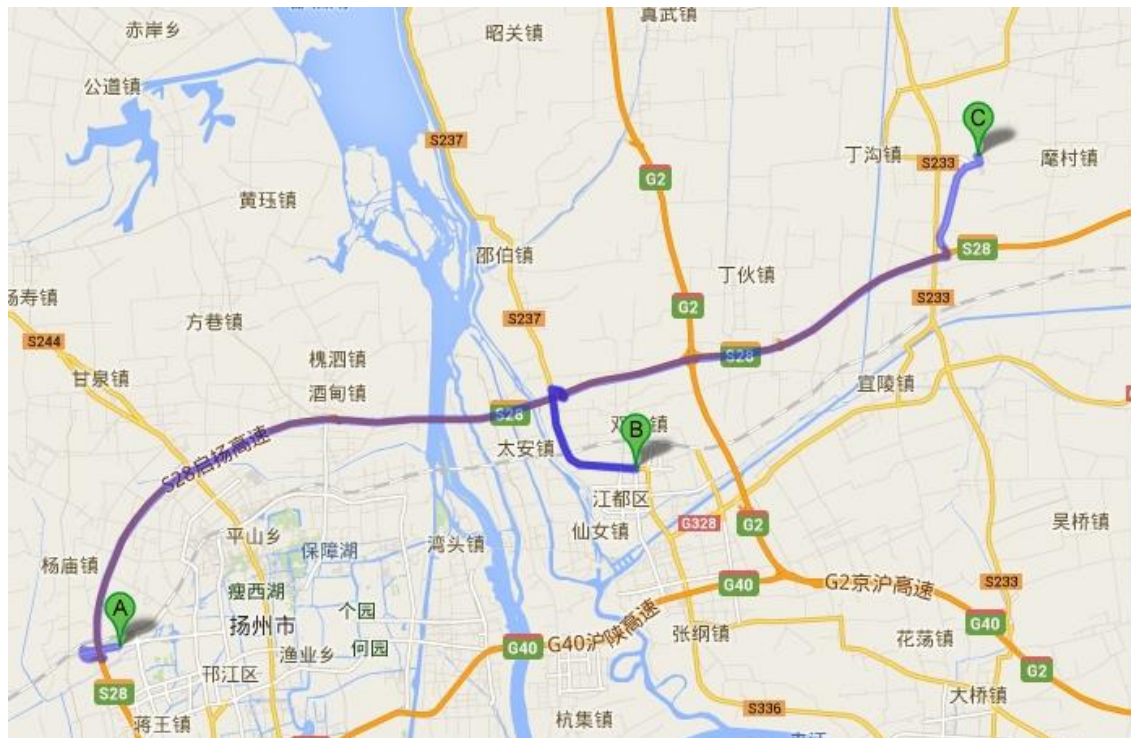 赤岸乡
昭关镇
真武镇
公道镇
S237
C
丁沟镇
S233
麾村镇
G2
黄珏镇
邵伯镇
丁伙镇
S28
方巷镇
S237
G2
S233
S244
槐泗镇
S28
甘泉镇
酒甸镇
宜陵镇
S28
B
太安镇
S28启扬高速
江都区
G328
G2
吴桥镇
仙女镇
平山乡
保障湖
湾头镇
杨庙镇
瘦西湖
G40
G2京沪高速
S233
A
个园
G40沪陕高速
扬州市
何园
渔业乡
G40
张纲镇
花荡镇
G40
邗江区
G2
S28
大桥镇
蒋王镇
杭集镇
S336